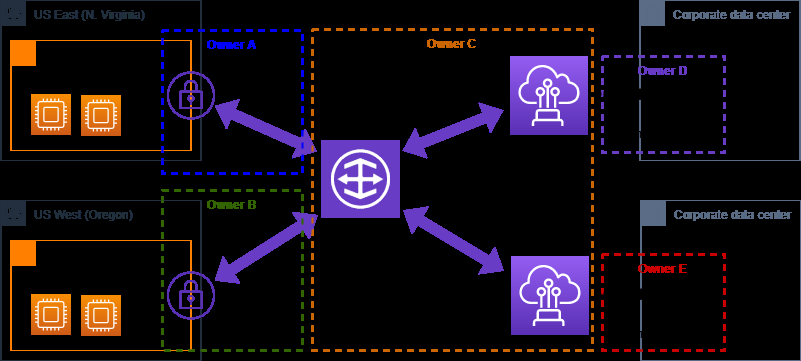 US East (N. Virginia)
Owner A
Owner C
Corporate data center
Owner D
US West (Oregon)
Owner B
Corporate data center
Owner E